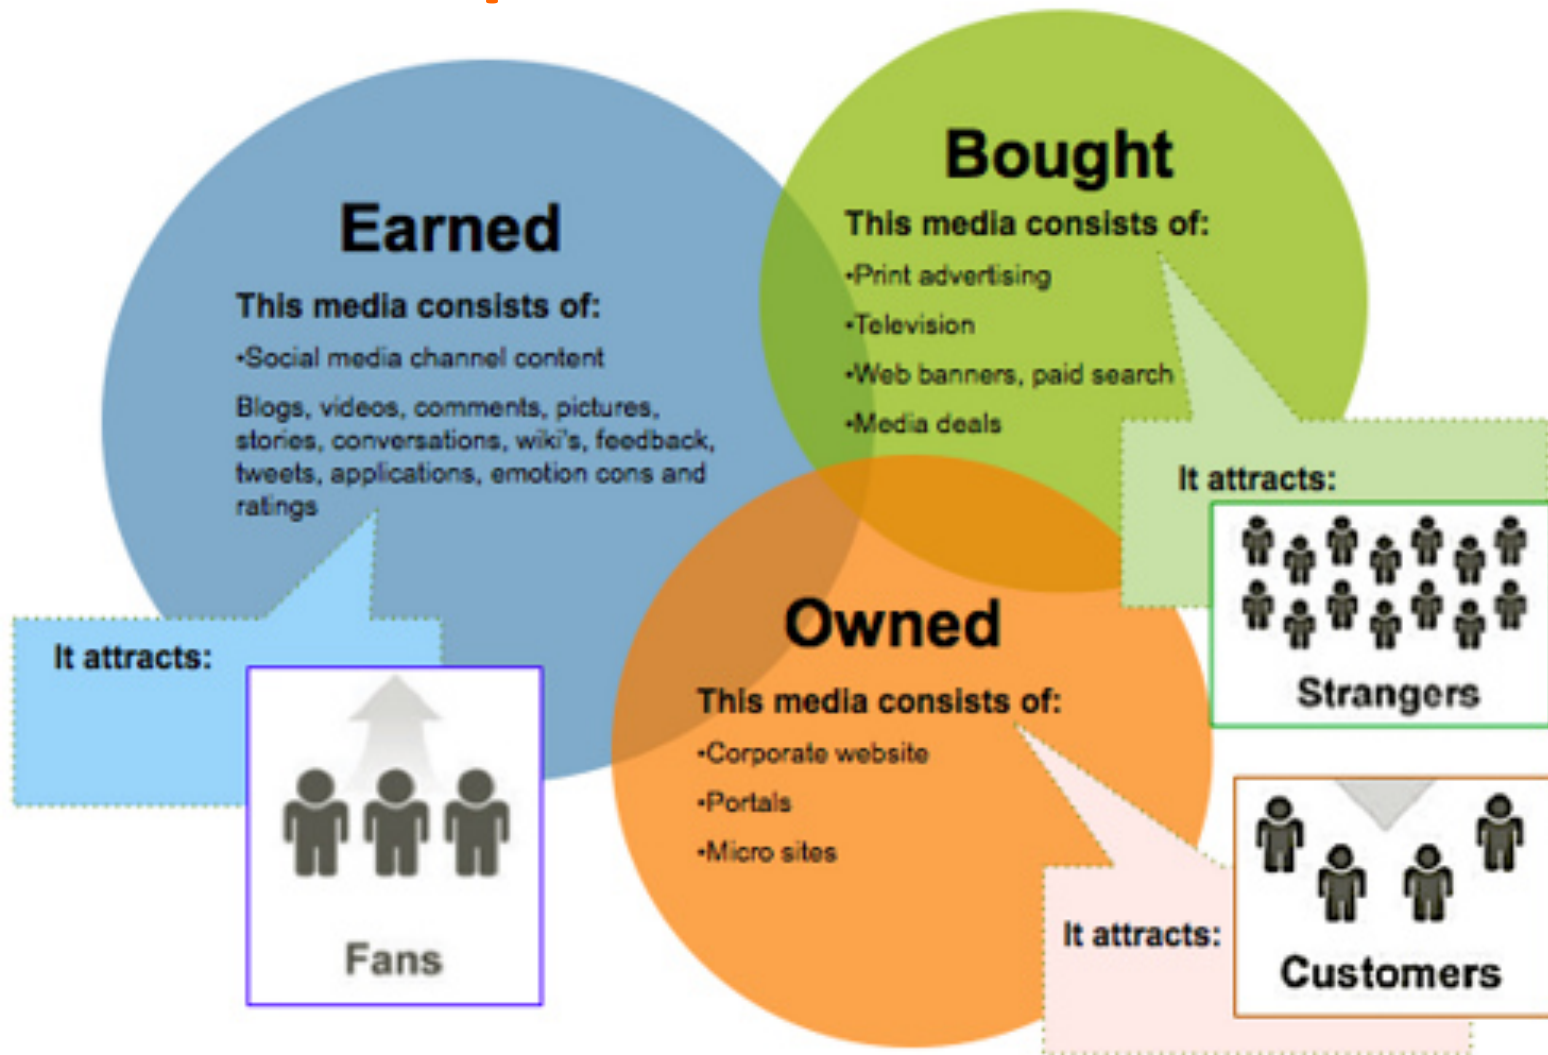 Earned
This media consists of:
•Social media channel content
Blogs, videos, comments, pictures,
stories, conversations, wiki's, feedback,
tweets, applications, emotion cons and
ratings
It attracts:
Fans
Bought
This media consists of:
•Print advertising
•Television
•Web banners, paid search
•Media deals
It attracts:
Strangers
Owned
This media consists of:
•Corporate website
•Portals
•Micro sites
It attracts:
Customers